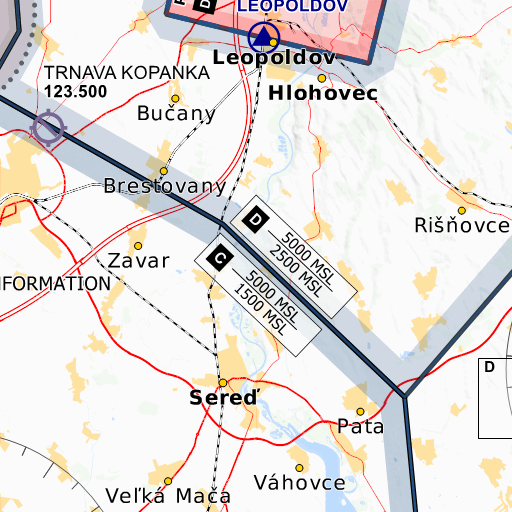 LEOPOLDOV
D
Leopoldov
TRNAVA KOPANKA
123.500
Hlohovec
Bučany
Brestovany
Rišňovce
D
5000 MSL
2500 MSL
Zavar
C
5000 MSL
1500 MSL
NFORMATION
D
Sereď
Pata
Váhovce
Veľká Mača